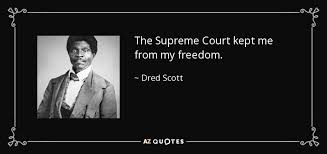 The Supreme Court kept me
from my freedom.
~ Dred Scott
AZ QUOTES